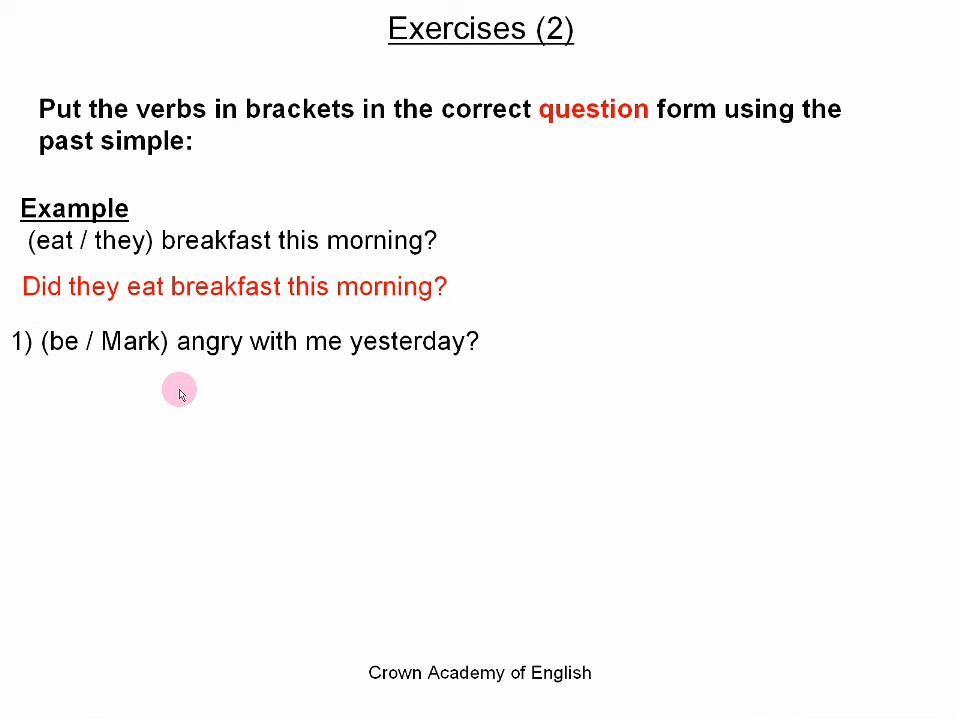 Exercises (2)
Put the verbs in brackets in the correct question form using the
past simple:
Example
(eat / they) breakfast this morning?
Did they eat breakfast this morning?
1) (be / Mark) angry with me yesterday?
Crown Academy of English